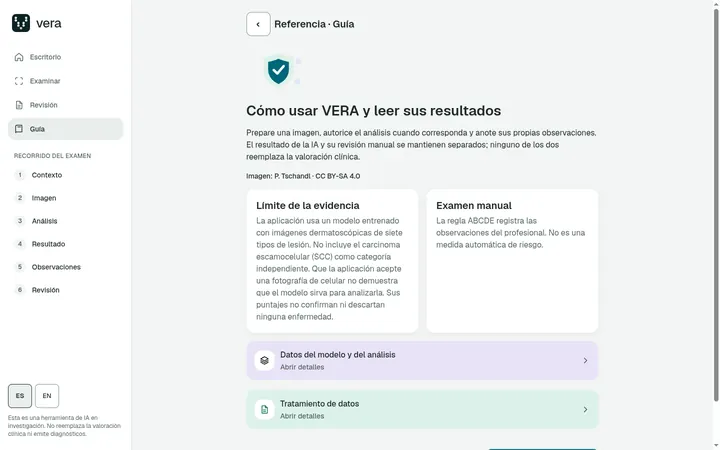 vera
Escritorio
Examinar
Revisión
Guía
RECORRIDO DEL EXAMEN
1 Contexto
2 Imagen
3 Análisis
4 Resultado
5 Observaciones
6 Revisión
ES EN
Esta es una herramienta de IA en
investigación. No reemplaza la valoración
clínica ni emite diagnósticos.
Referencia · Guía
Cómo usar VERA y leer sus resultados
Prepare una imagen, autorice el análisis cuando corresponda y anote sus propias observaciones.
El resultado de la IA y su revisión manual se mantienen separados; ninguno de los dos
reemplaza la valoración clínica.
Imagen: P. Tschandl · CC BY-SA 4.0
Límite de la evidencia
La aplicación usa un modelo entrenado
con imágenes dermatoscópicas de siete
tipos de lesión. No incluye el carcinoma
escamocelular (SCC) como categoría
independiente. Que la aplicación acepte
una fotografía de celular no demuestra
que el modelo sirva para analizarla. Sus
puntajes no confirman ni descartan
ninguna enfermedad.
Examen manual
La regla ABCDE registra las
observaciones del profesional. No es una
medida automática de riesgo.
Datos del modelo y del análisis
Abrir detalles
Tratamiento de datos
Abrir detalles